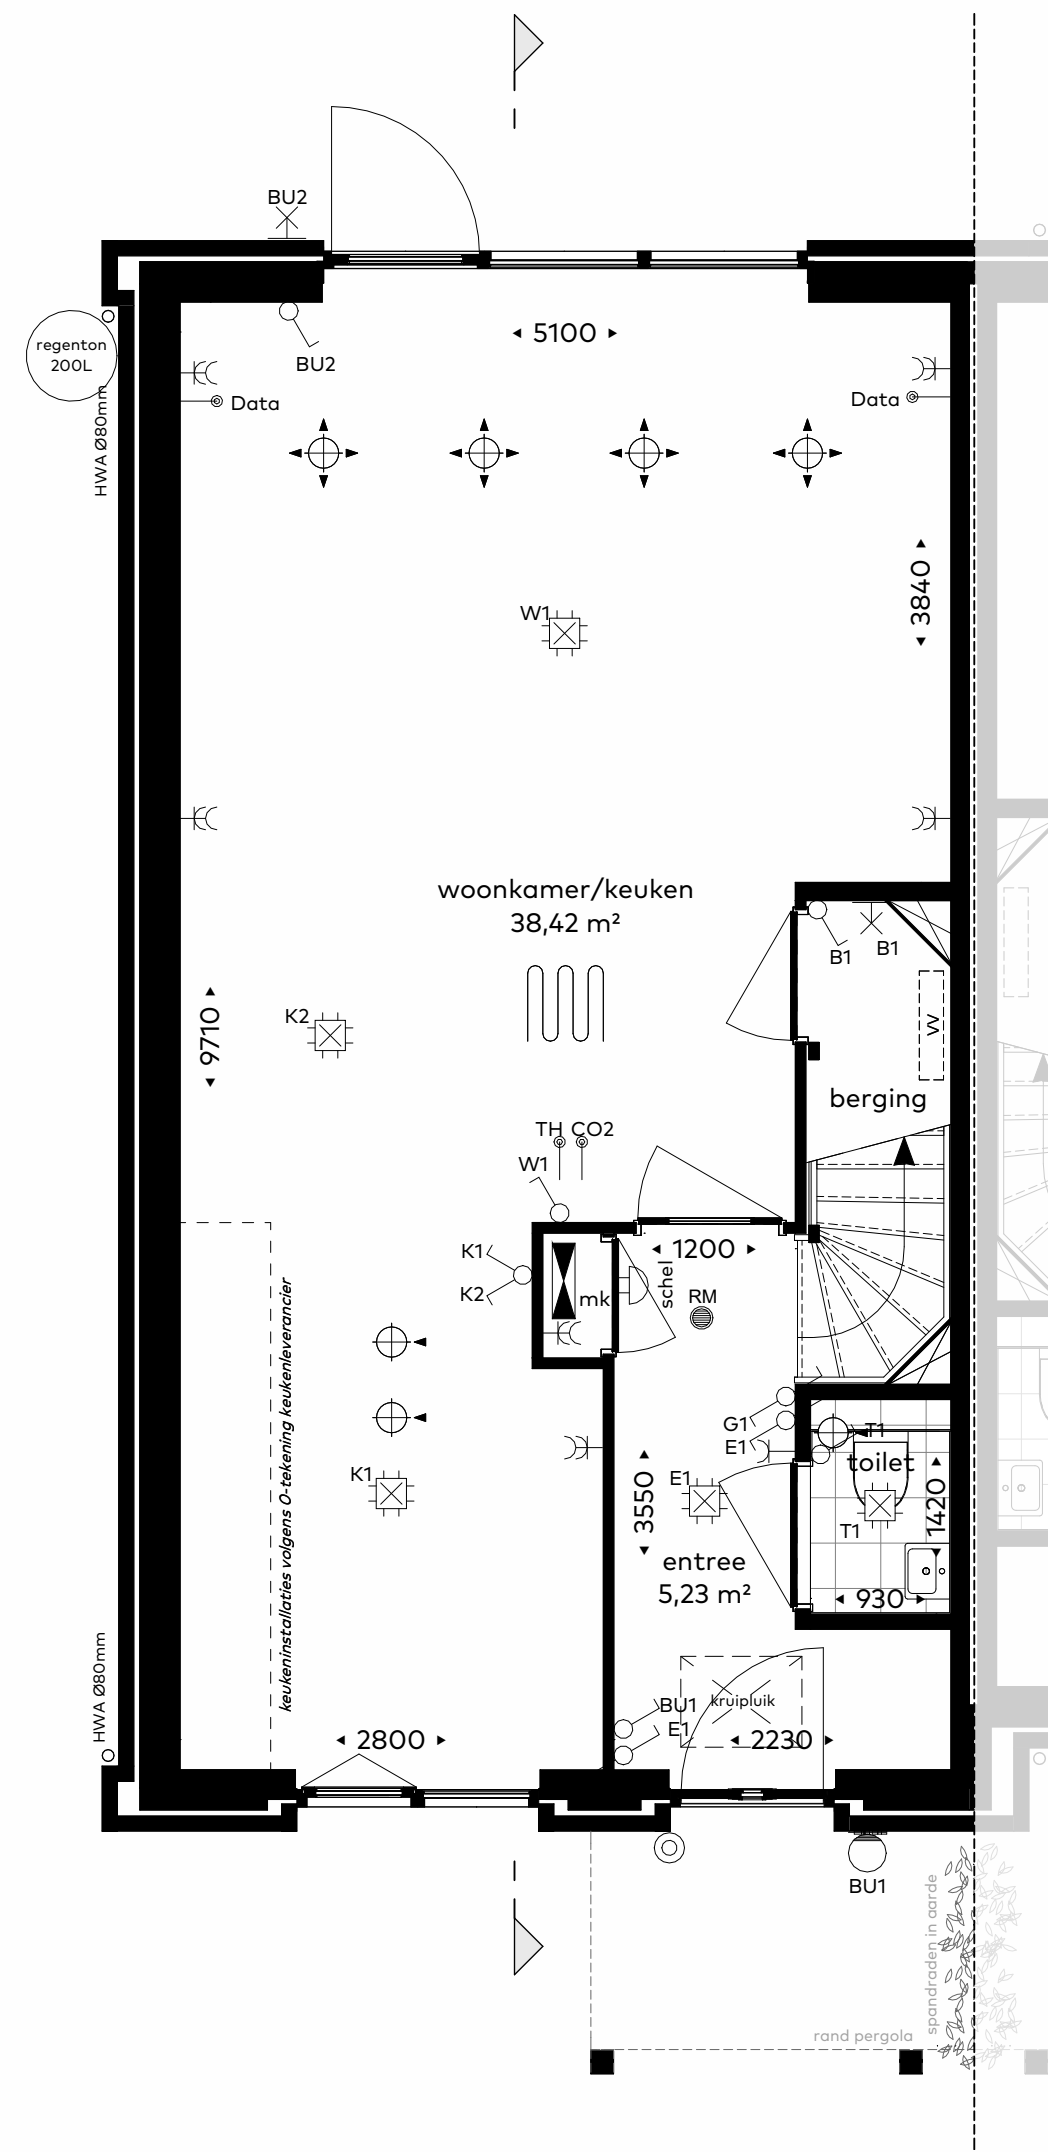 BU2
regenton
200L
HWA Ø80mm
BU2
5100
Data
Data
3840
W1
woonkamer/keuken
38,42 m²
B1
B1
VV
9710
K2
berging
TH CO2
W1
K1
K2
mk
1200
schel
RM
keukeninstallaties volgens 0-tekening keukenleverancier
G1
E1
T1
toilet
K1
3550
E1
T1
1420
entree
5,23 m²
930
HWA Ø80mm
BU1
E1
kruipluik
2800
2230
BU1
spandraden in aarde
rand pergola